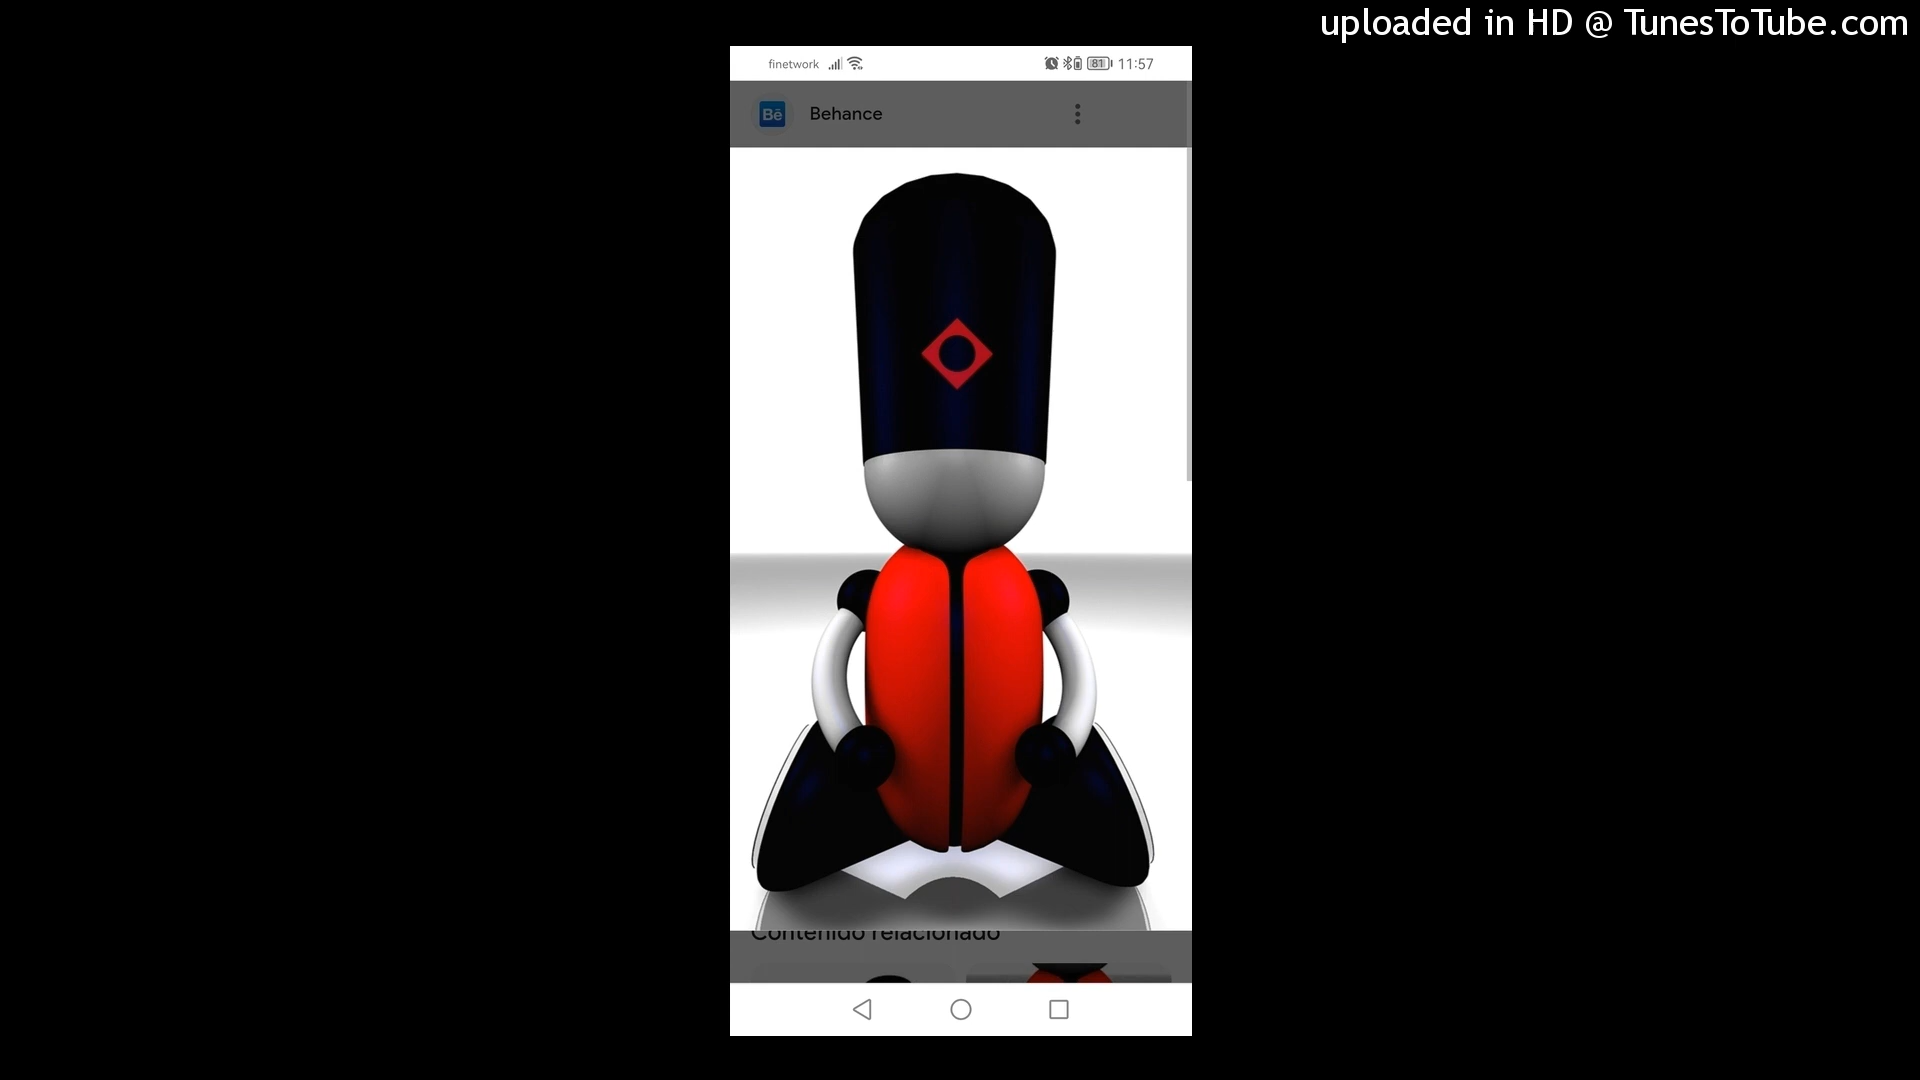 uploaded in HD @ TunesToTube.com
finetwork 81 11:57
Bē Behance
Contenido relacionado